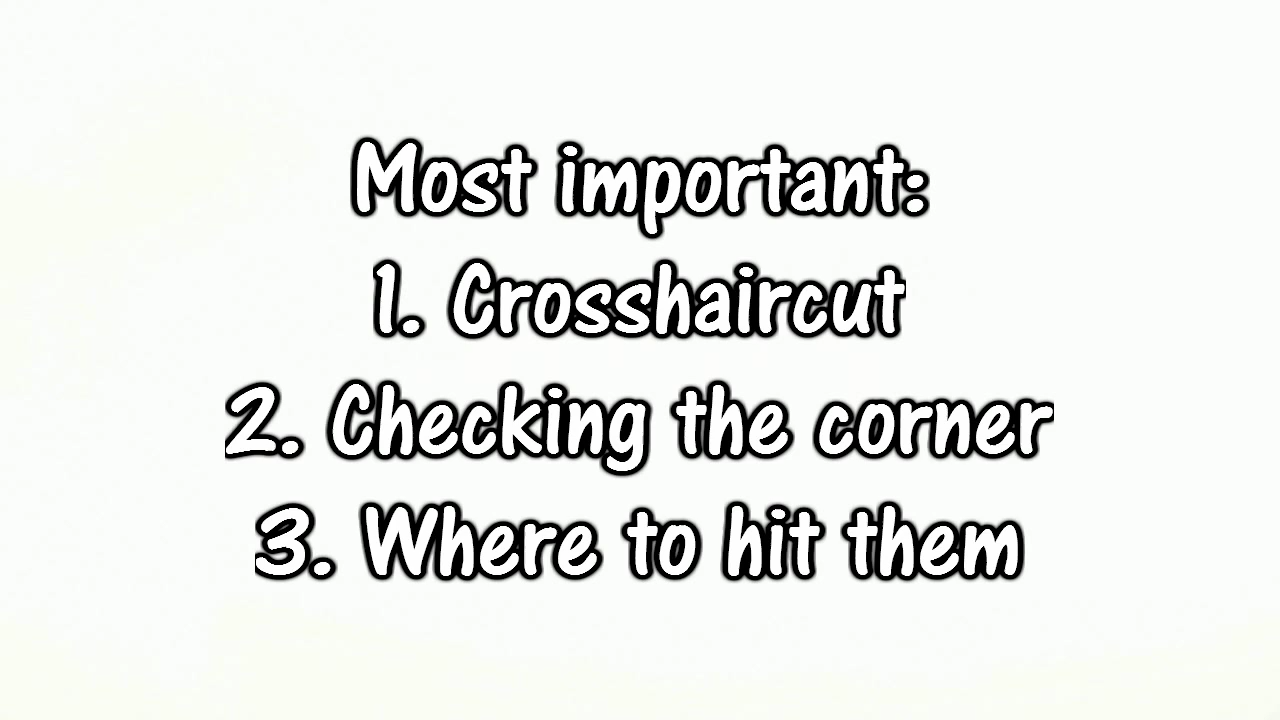 Most important:
1. Crosshaircut
2. Checking the corner
3. Where to hit them